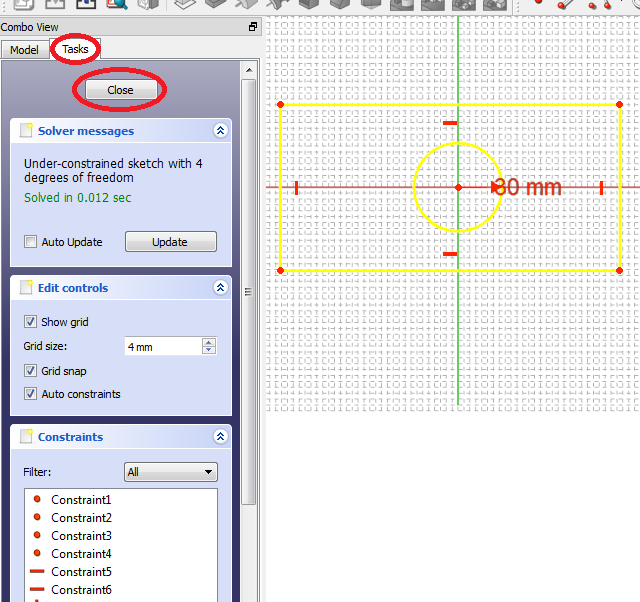 Combo View
Model
Tasks
Close
Solver messages
Under-constrained sketch with 4
degrees of freedom
Solved in 0.012 sec
Auto Update
Update
Edit controls
Show grid
Grid size:
4 mm
Grid snap
Auto constraints
Constraints
Filter:
All
Constraint1
Constraint2
Constraint3
Constraint4
Constraint5
Constraint6
30 mm